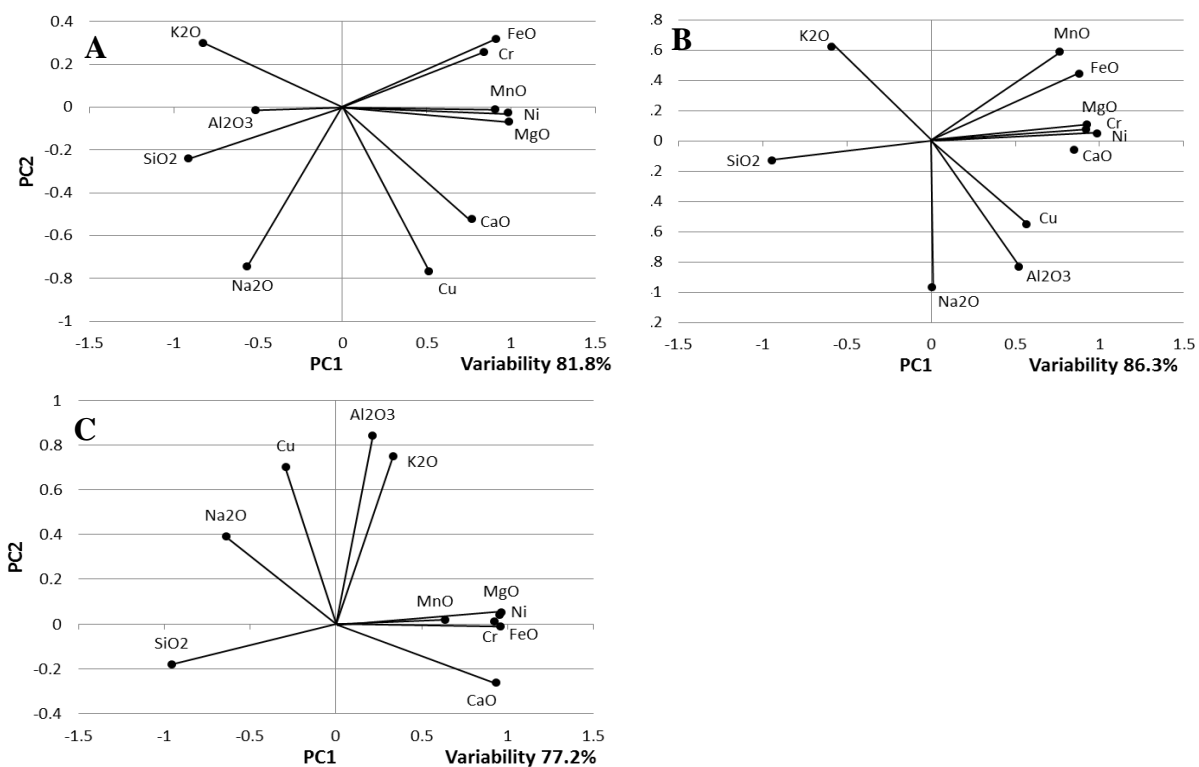 A
0.4
0.2
0
-0.2
-0.4
-0.6
-0.8
-1
PC2
K2O
FeO
Cr
MnO
Ni
MgO
Al2O3
SiO2
CaO
Na2O
Cu
-1.5 -1 -0.5 0 0.5 1 1.5
PC1 Variability 81.8%
B
.8
.6
.4
.2
0
.2
.4
.6
.8
-1
.2
K2O
MnO
FeO
MgO
Cr
Ni
CaO
SiO2
Cu
Al2O3
Na2O
-1.5 -1 -0.5 0 0.5 1 1.5
PC1 Variability 86.3%
C
1
0.8
0.6
0.4
0.2
0
-0.2
-0.4
PC2
Al2O3
Cu
K2O
Na2O
MgO
MnO
Ni
Cr
FeO
SiO2
CaO
-1.5 -1 -0.5 0 0.5 1 1.5
PC1 Variability 77.2%